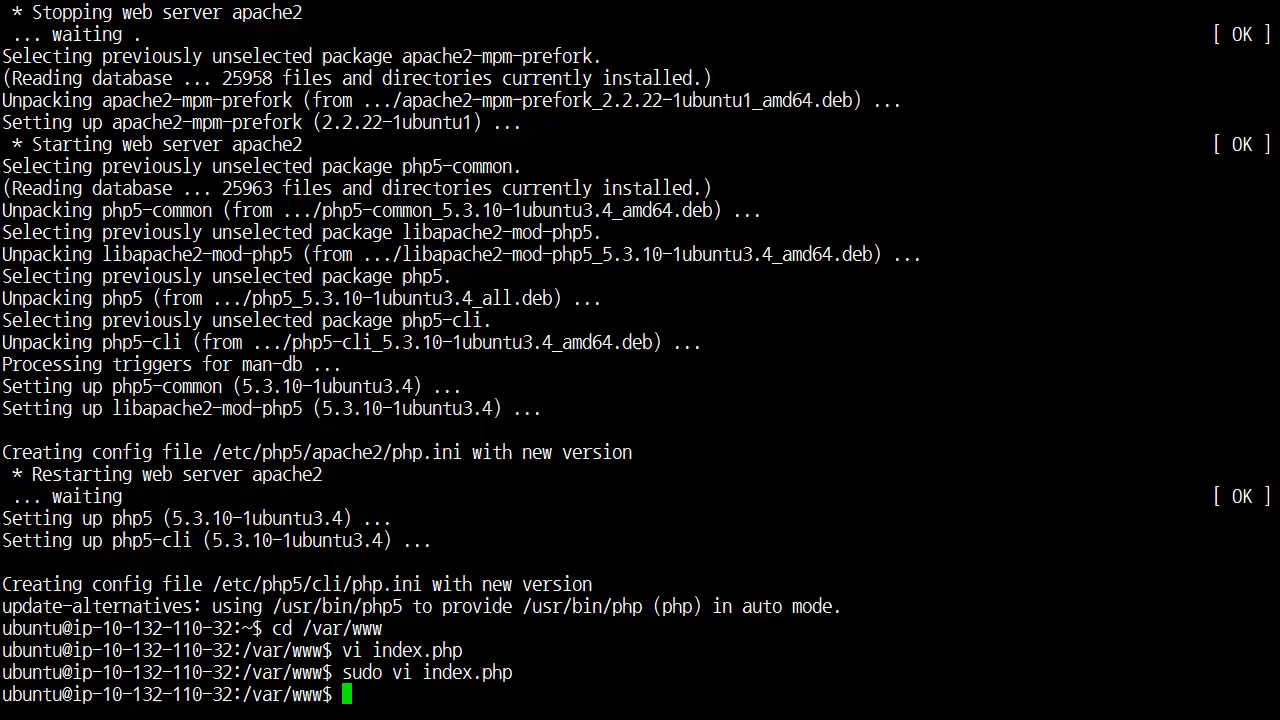 * Stopping web server apache2
 ... waiting . [ OK ]
Selecting previously unselected package apache2-mpm-prefork.
(Reading database ... 25958 files and directories currently installed.)
Unpacking apache2-mpm-prefork (from .../apache2-mpm-prefork_2.2.22-1ubuntu1_amd64.deb) ...
Setting up apache2-mpm-prefork (2.2.22-1ubuntu1) ...
 * Starting web server apache2 [ OK ]
Selecting previously unselected package php5-common.
(Reading database ... 25963 files and directories currently installed.)
Unpacking php5-common (from .../php5-common_5.3.10-1ubuntu3.4_amd64.deb) ...
Selecting previously unselected package libapache2-mod-php5.
Unpacking libapache2-mod-php5 (from .../libapache2-mod-php5_5.3.10-1ubuntu3.4_amd64.deb) ...
Selecting previously unselected package php5.
Unpacking php5 (from .../php5_5.3.10-1ubuntu3.4_all.deb) ...
Selecting previously unselected package php5-cli.
Unpacking php5-cli (from .../php5-cli_5.3.10-1ubuntu3.4_amd64.deb) ...
Processing triggers for man-db ...
Setting up php5-common (5.3.10-1ubuntu3.4) ...
Setting up libapache2-mod-php5 (5.3.10-1ubuntu3.4) ...
Creating config file /etc/php5/apache2/php.ini with new version
 * Restarting web server apache2
 ... waiting [ OK ]
Setting up php5 (5.3.10-1ubuntu3.4) ...
Setting up php5-cli (5.3.10-1ubuntu3.4) ...
Creating config file /etc/php5/cli/php.ini with new version
update-alternatives: using /usr/bin/php5 to provide /usr/bin/php (php) in auto mode.
ubuntu@ip-10-132-110-32:~$ cd /var/www
ubuntu@ip-10-132-110-32:/var/www$ vi index.php
ubuntu@ip-10-132-110-32:/var/www$ sudo vi index.php
ubuntu@ip-10-132-110-32:/var/www$